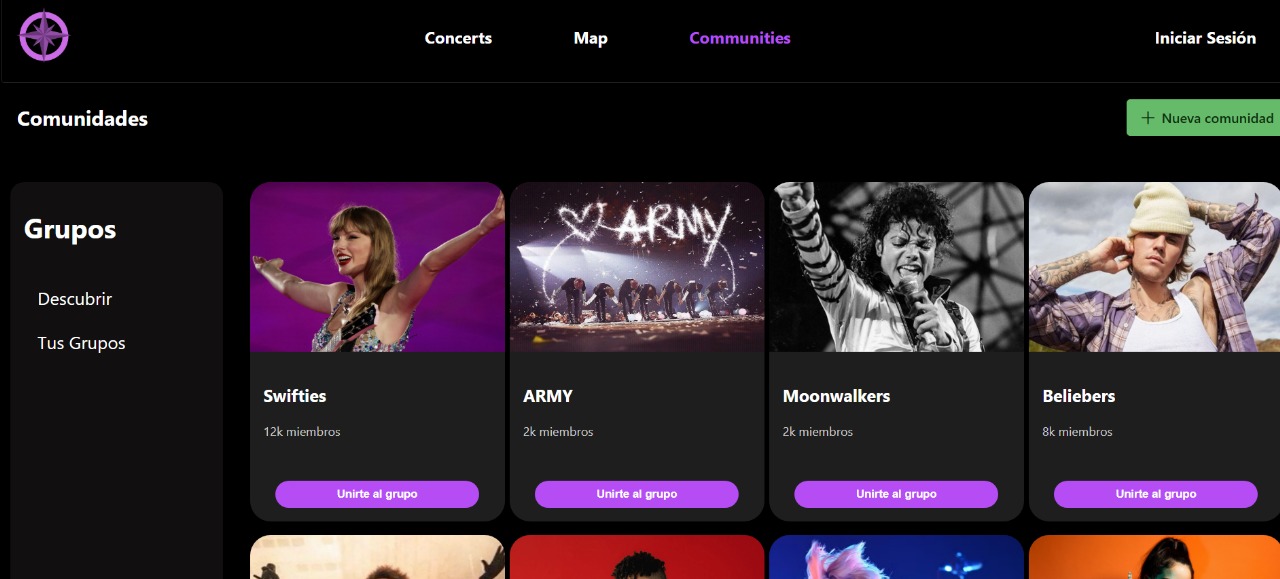 Concerts Map Communities Iniciar Sesión
Comunidades
+ Nueva comunidad
Grupos
Descubrir
Tus Grupos
ARMY
Swifties
12k miembros
Unirte al grupo
ARMY
2k miembros
Unirte al grupo
Moonwalkers
2k miembros
Unirte al grupo
Beliebers
8k miembros
Unirte al grupo